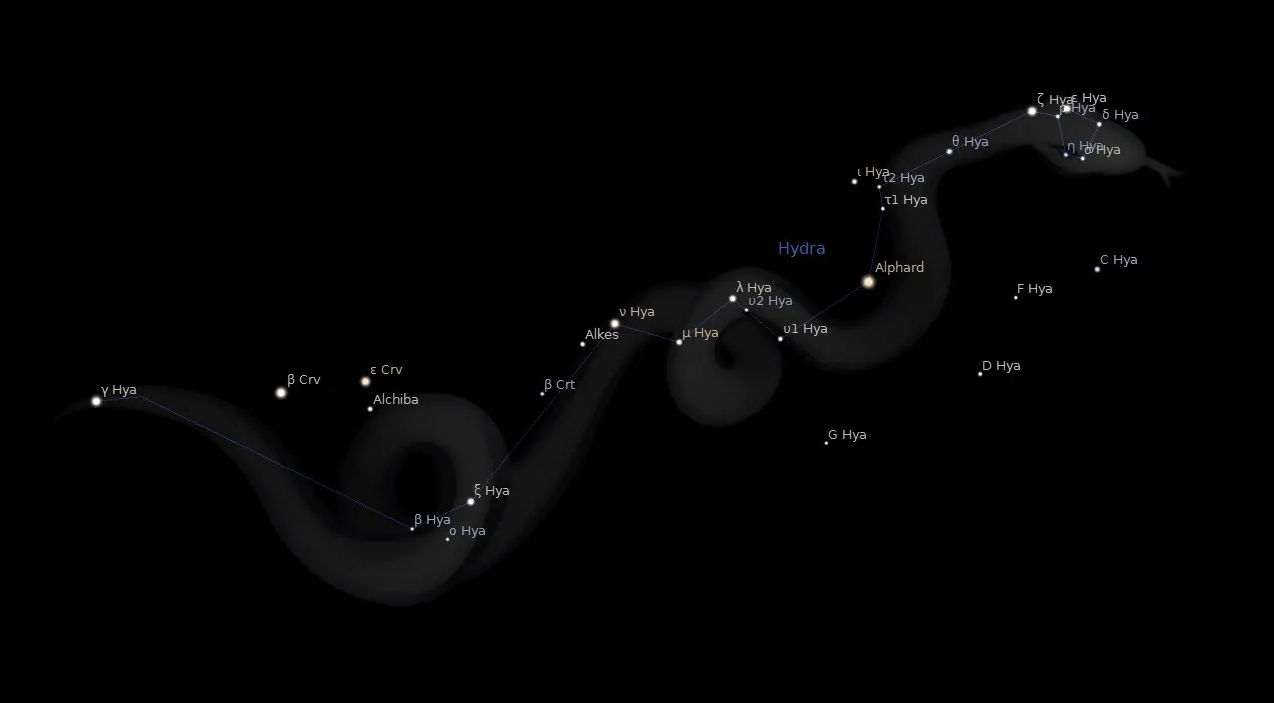 ζ Hya
ε Hya
ρ Hya
δ Hya
θ Hya
η Hya
σ Hya
ι Hya
τ2 Hya
τ1 Hya
Hydra
C Hya
Alphard
F Hya
λ Hya
υ2 Hya
ν Hya
υ1 Hya
μ Hya
Alkes
D Hya
ε Crv
β Crv
β Crt
γ Hya
Alchiba
G Hya
ξ Hya
β Hya
ο Hya